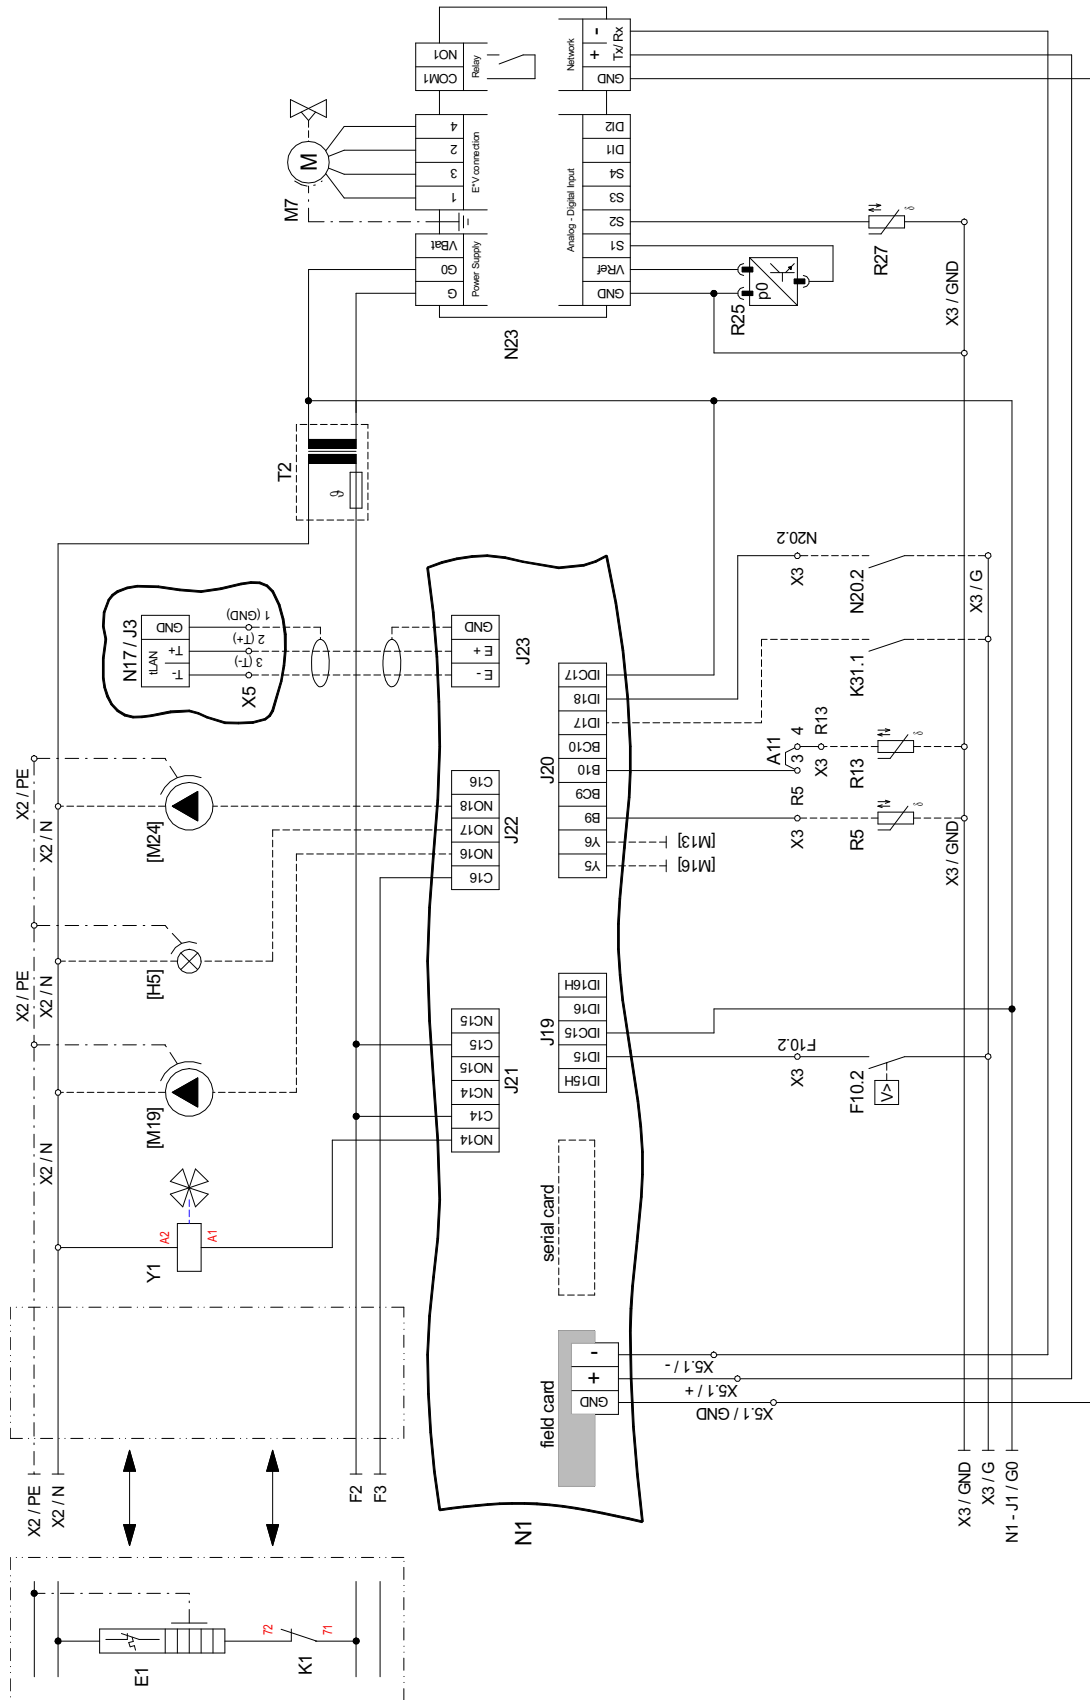 NO1
COM1
Relay
Network
-
+
Tx/ Rx
GND
4
2
3
1
E*V connection
M
M7
VBat
G0
G
Power Supply
Analog - Digital Input
DI2
DI1
S4
S3
S2
S1
VRef
GND
N23
R25
p0
R27
δ
X3 / GND
T2
ϑ
N17 / J3
tLAN
GND
T+
T-
1 (GND)
2 (T+)
3 (T-)
X5
GND
E +
E -
J23
X2 / PE
X2 / N
[M24]
C16
NO18
NO17
NO16
C16
J22
J20
IDC17
ID18
ID17
BC10
B10
BC9
B9
Y6
Y5
N20.2
X3
N20.2
X3 / G
K31.1
A11
3
4
R13
X3
R13
δ
R5
X3
R5
δ
X3 / GND
[M13]
[M16]
X2 / PE
X2 / N
[H5]
[M19]
X2 / N
NC15
C15
NO15
NC14
C14
NO14
J21
J19
ID16H
ID16
IDC15
ID15
ID15H
F10.2
X3
F10.2
V>
Y1
A2
A1
serial card
field card
-
+
GND
X5.1 / -
X5.1 / +
X5.1 / GND
N1
X2 / PE
X2 / N
F2
F3
X3 / GND
X3 / G
N1 - J1 / G0
E1
K1
72
71